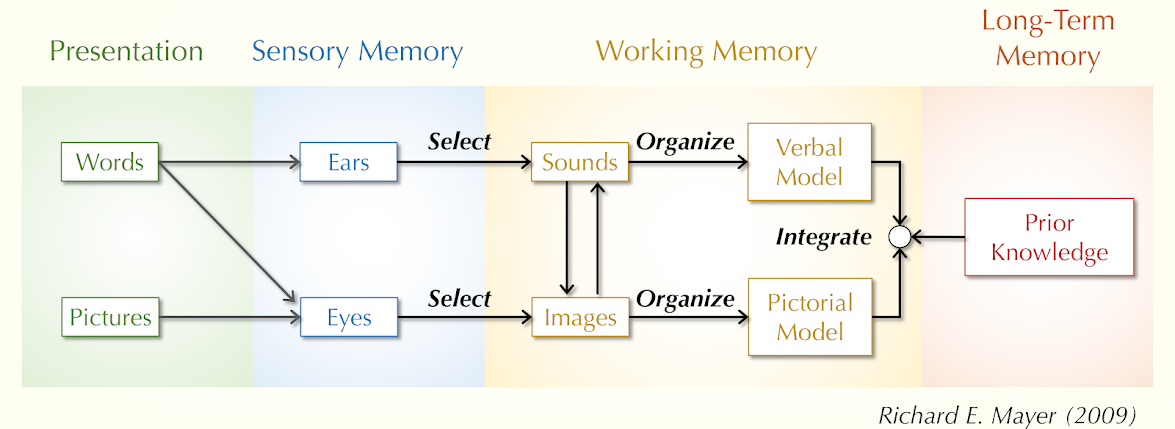 Presentation
Sensory Memory
Working Memory
Long-Term
Memory
Words
Ears
Select
Sounds
Organize
Verbal
Model
Integrate
Prior
Knowledge
Pictures
Eyes
Select
Images
Organize
Pictorial
Model
Richard E. Mayer (2009)